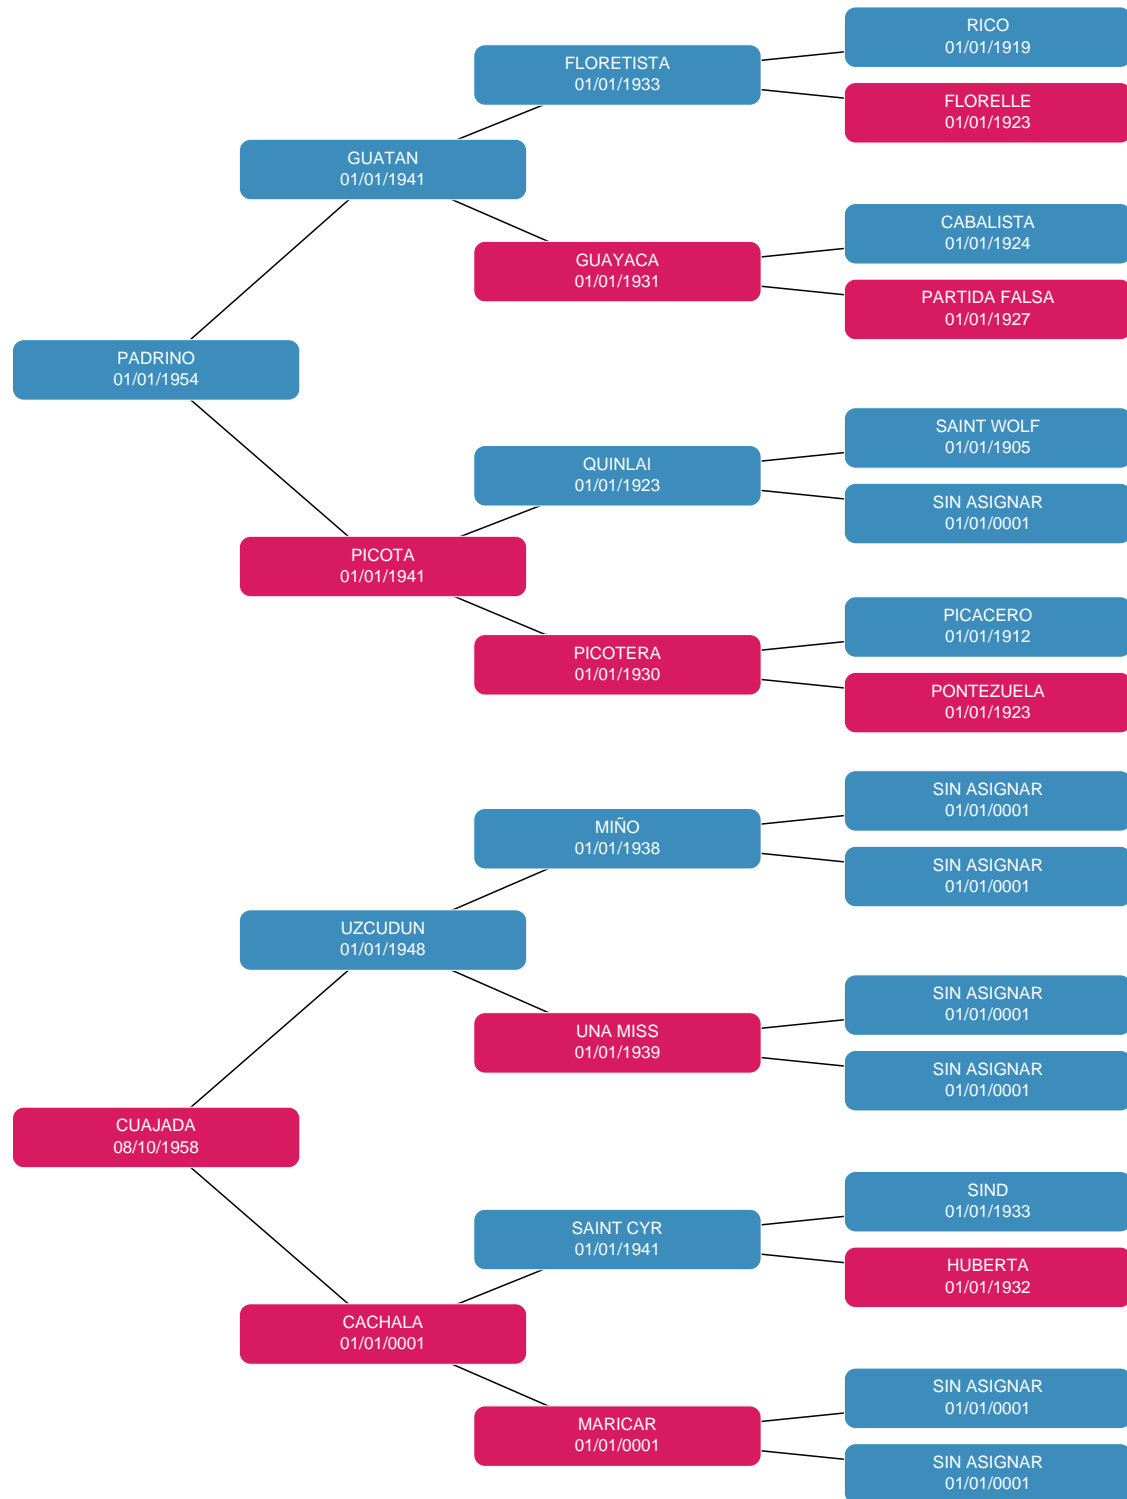 RICO
01/01/1919
FLORETISTA
01/01/1933
FLORELLE
01/01/1923
GUATAN
01/01/1941
CABALISTA
01/01/1924
GUAYACA
01/01/1931
PARTIDA FALSA
01/01/1927
PADRINO
01/01/1954
SAINT WOLF
01/01/1905
QUINLAI
01/01/1923
SIN ASIGNAR
01/01/0001
PICOTA
01/01/1941
PICACERO
01/01/1912
PICOTERA
01/01/1930
PONTEZUELA
01/01/1923
SIN ASIGNAR
01/01/0001
MIÑO
01/01/1938
SIN ASIGNAR
01/01/0001
UZCUDUN
01/01/1948
SIN ASIGNAR
01/01/0001
UNA MISS
01/01/1939
SIN ASIGNAR
01/01/0001
CUAJADA
08/10/1958
SIND
01/01/1933
SAINT CYR
01/01/1941
HUBERTA
01/01/1932
CACHALA
01/01/0001
SIN ASIGNAR
01/01/0001
MARICAR
01/01/0001
SIN ASIGNAR
01/01/0001